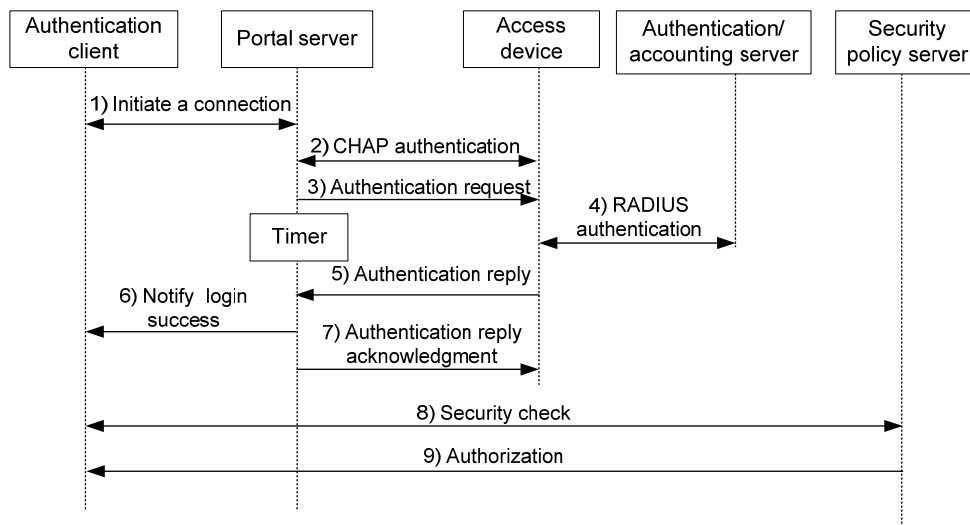 Authentication
client
Portal server
Access
device
Authentication/
accounting server
Security
policy server
1) Initiate a connection
2) CHAP authentication
3) Authentication request
4) RADIUS
authentication
Timer
5) Authentication reply
6) Notify login
success
7) Authentication reply
acknowledgment
8) Security check
9) Authorization